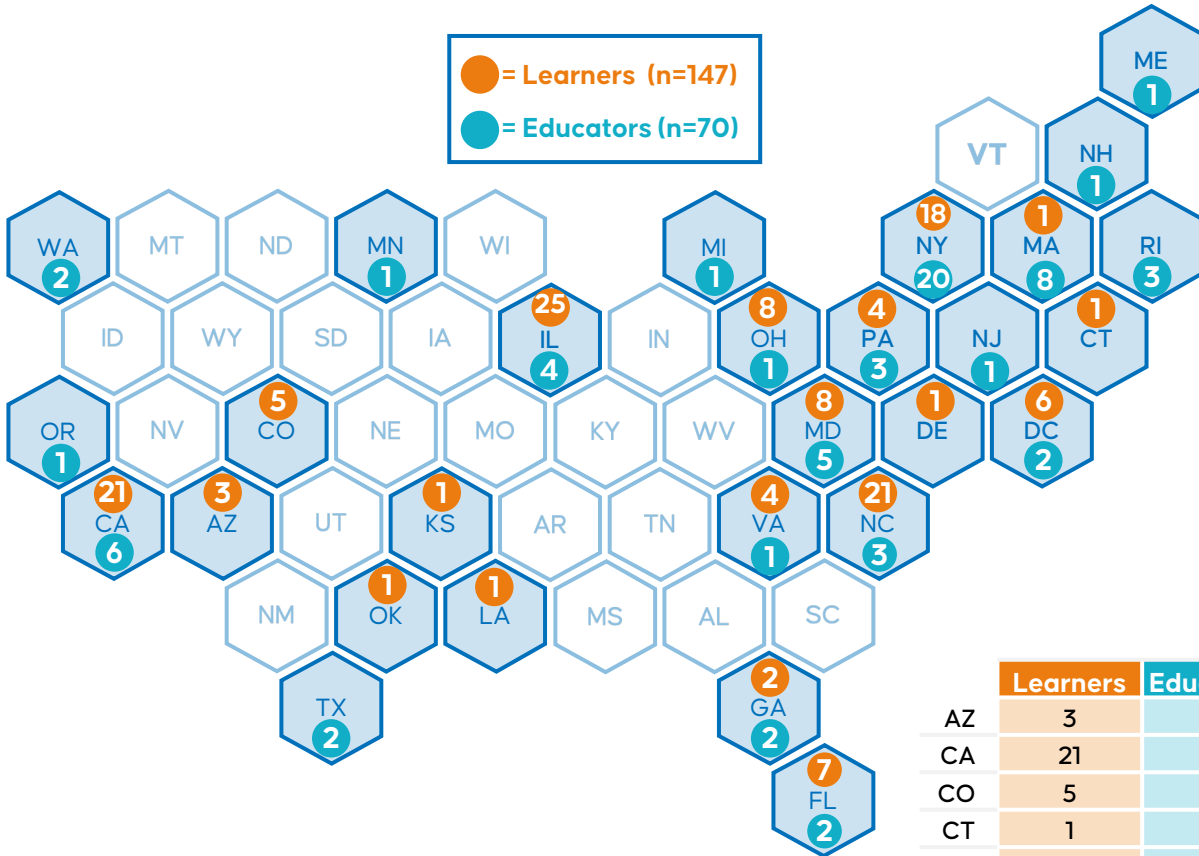 = Learners (n=147)
= Educators (n=70)
ME
1
VT
NH
1
WA
2
MT
ND
MN
1
WI
MI
1
18
NY
20
1
MA
8
RI
3
ID
WY
SD
IA
25
IL
4
IN
8
OH
1
4
PA
3
NJ
1
1
CT
OR
1
NV
5
CO
NE
MO
KY
WV
8
MD
5
1
DE
6
DC
2
21
CA
6
3
AZ
UT
1
KS
AR
TN
4
VA
1
21
NC
3
NM
1
OK
1
LA
MS
AL
SC
TX
2
2
GA
2
7
FL
2
Learners Edu
AZ 3
CA 21
CO 5
CT 1